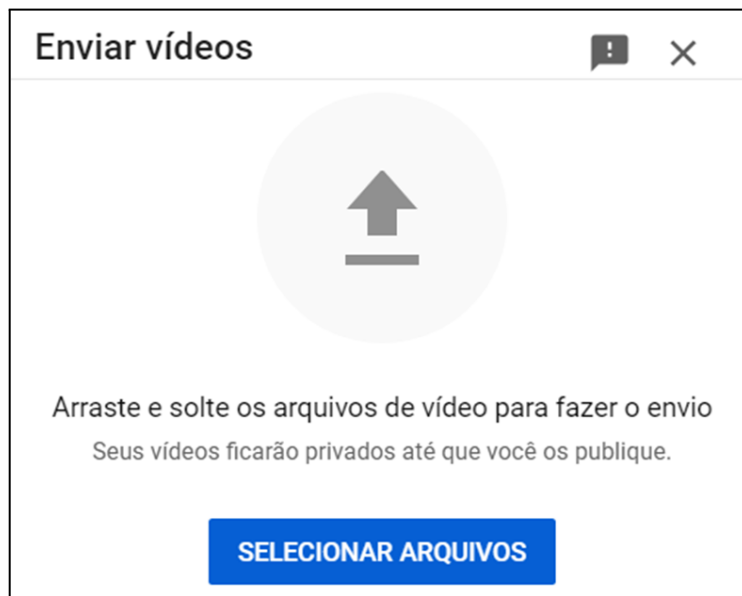 Enviar vídeos
Arraste e solte os arquivos de vídeo para fazer o envio
Seus vídeos ficarão privados até que você os publique.
SELECIONAR ARQUIVOS